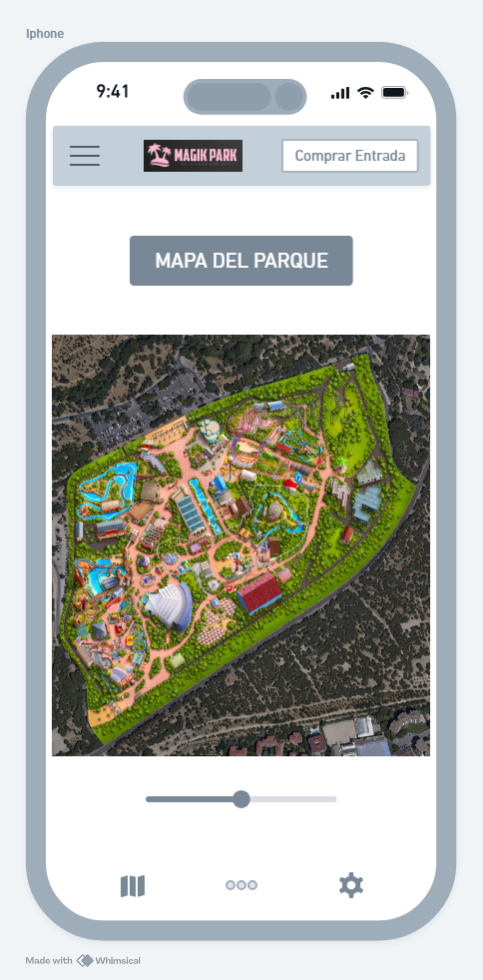 Iphone
9:41
MAGIK PARK
Comprar Entrada
MAPA DEL PARQUE
Made with Whimsical